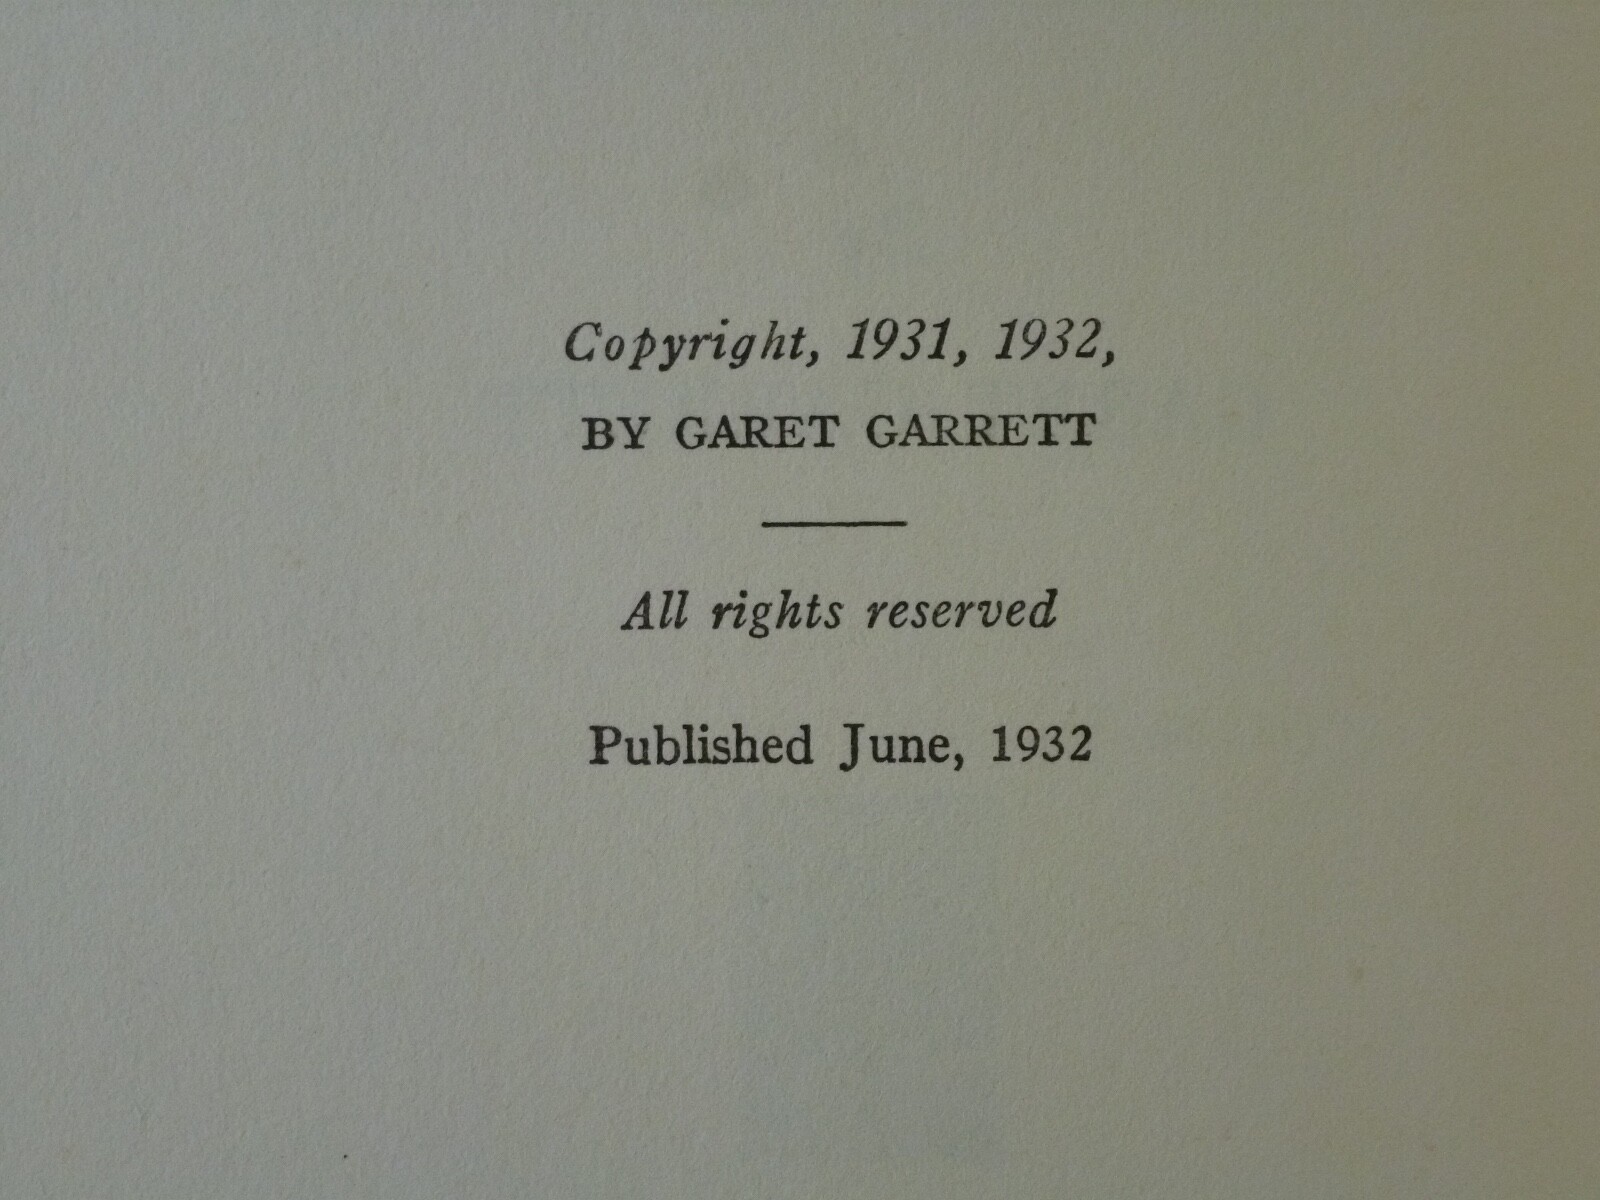 Copyright, 1931, 1932,
BY GARET GARRETT
All rights reserved
Published June, 1932